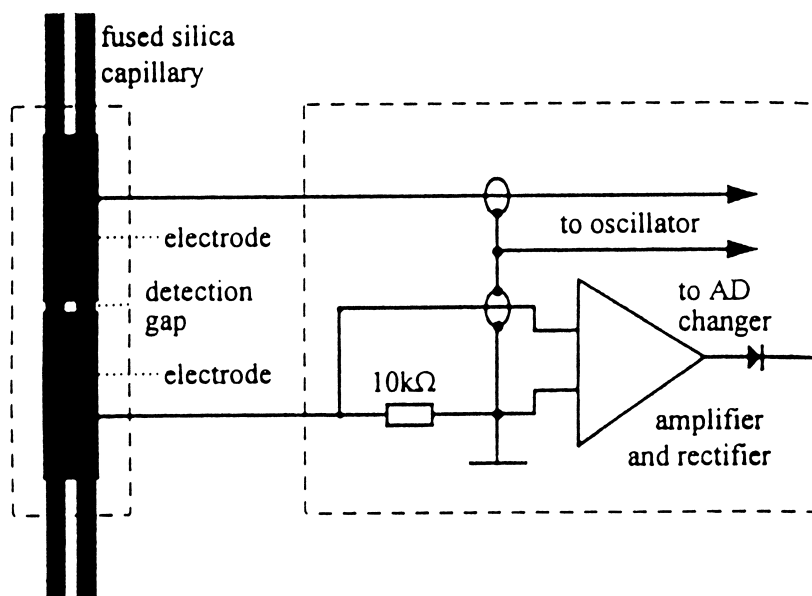 fused silica
capillary
to oscillator
electrode
detection
gap
to AD
changer
electrode
10kΩ
amplifier
and rectifier